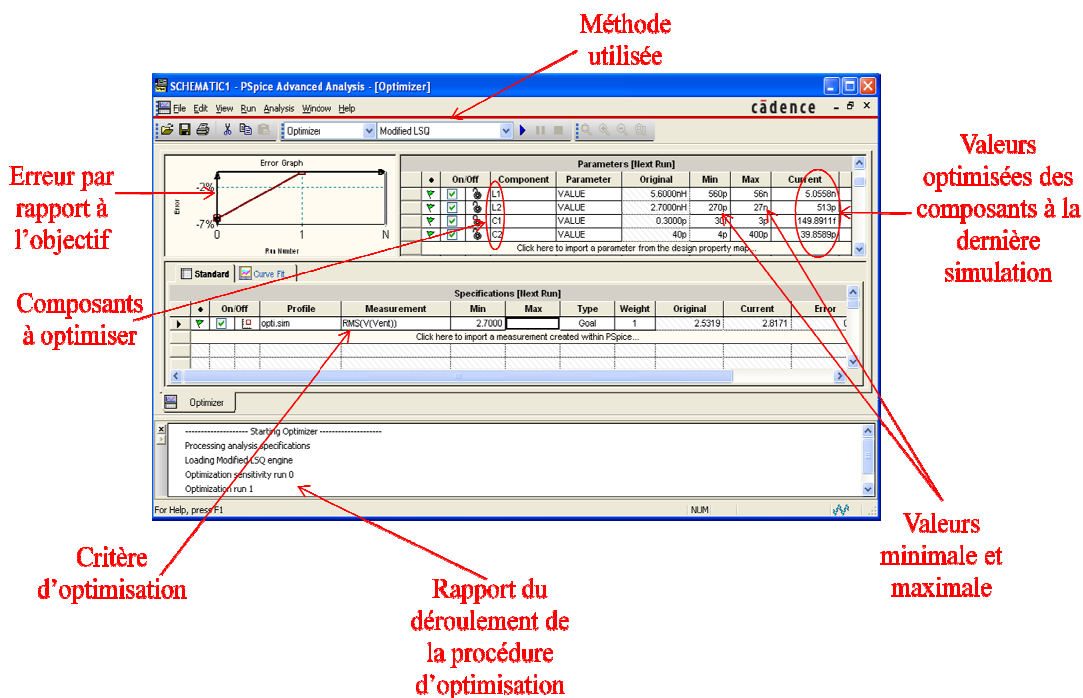 Méthode
utilisée
SCHEMATIC1 - PSpice Advanced Analysis - [Optimizer]
File Edit View Run Analysis Window Help
cādence
Optimizer Modified LSQ
Error Graph
Error
-2%
-7%
0 1 N
Run Number
Parameters [Next Run]
On/Off Component Parameter Original Min Max Current
L1 VALUE 5.6000nH 560p 56n 5.0558n
L2 VALUE 2.7000nH 270p 27n 513p
C1 VALUE 0.3000p 30f 3p 149.8911f
C2 VALUE 40p 4p 400p 39.8589p
Click here to import a parameter from the design property map...
Erreur par
rapport à
l'objectif
Valeurs
optimisées des
composants à la
dernière
simulation
Composants
à optimiser
Standard Curve Fit
Specifications [Next Run]
On/Off Profile Measurement Min Max Type Weight Original Current Error
opti.sim RMS(V(Vent)) 2.7000 Goal 1 2.5319 2.8171 0
Click here to import a measurement created within PSpice...
Optimizer
-------------------- Starting Optimizer --------------------
Processing analysis specifications
Loading Modified LSQ engine
Optimization sensitivity run 0
Optimization run 1
For Help, press F1 NUM
Critère
d'optimisation
Rapport du
déroulement de
la procédure
d'optimisation
Valeurs
minimale et
maximale